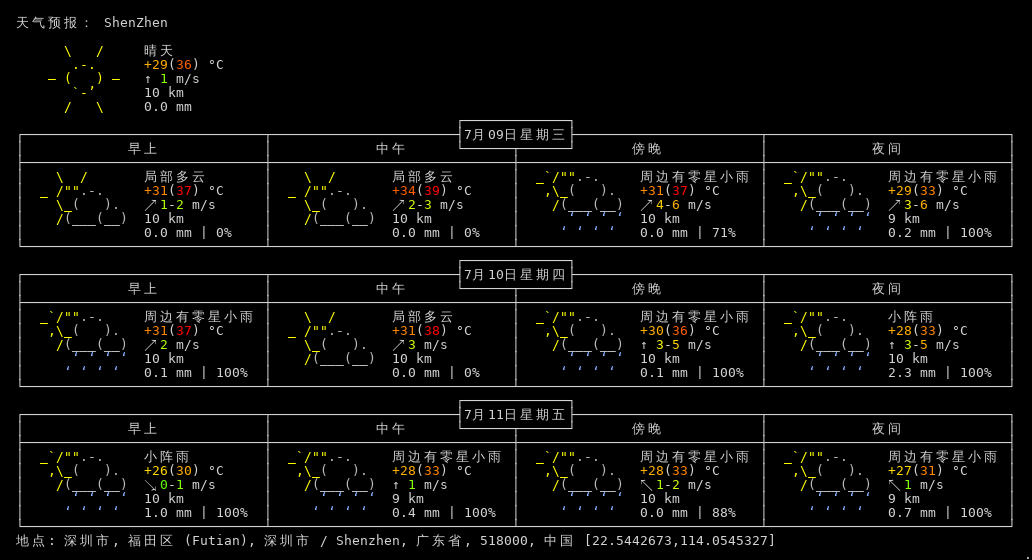 天气预报： ShenZhen
晴天
+29(36) °C
↑ 1 m/s
10 km
0.0 mm
7月09日星期三
早上 中午 傍晚 夜间
局部多云 局部多云 周边有零星小雨 周边有零星小雨
+31(37) °C +34(39) °C +31(37) °C +29(33) °C
↗ 1-2 m/s ↗ 2-3 m/s ↗ 4-6 m/s ↗ 3-6 m/s
10 km 10 km 10 km 9 km
0.0 mm | 0% 0.0 mm | 0% 0.0 mm | 71% 0.2 mm | 100%
7月10日星期四
早上 中午 傍晚 夜间
周边有零星小雨 局部多云 周边有零星小雨 小阵雨
+31(37) °C +31(38) °C +30(36) °C +28(33) °C
↗ 2 m/s ↗ 3 m/s ↑ 3-5 m/s ↑ 3-5 m/s
10 km 10 km 10 km 10 km
0.1 mm | 100% 0.0 mm | 0% 0.1 mm | 100% 2.3 mm | 100%
7月11日星期五
早上 中午 傍晚 夜间
小阵雨 周边有零星小雨 周边有零星小雨 周边有零星小雨
+26(30) °C +28(33) °C +28(33) °C +27(31) °C
↘ 0-1 m/s ↑ 1 m/s ↖ 1-2 m/s ↖ 1 m/s
10 km 9 km 10 km 9 km
1.0 mm | 100% 0.4 mm | 100% 0.0 mm | 88% 0.7 mm | 100%
地点: 深圳市, 福田区 (Futian), 深圳市 / Shenzhen, 广东省, 518000, 中国 [22.5442673,114.0545327]